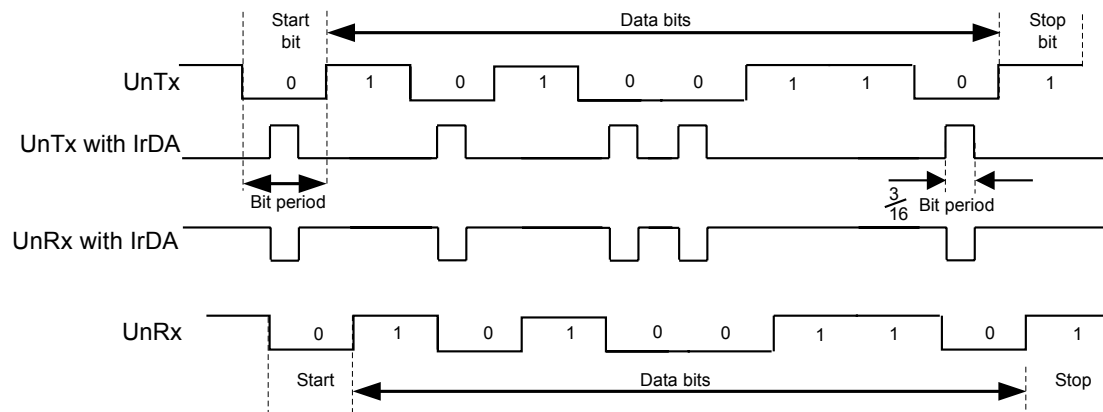 Start bit
Data bits
Stop bit
UnTx
0 1 0 1 0 0 1 1 0 1
UnTx with IrDA
Bit period
3/16 Bit period
UnRx with IrDA
UnRx
0 1 0 1 0 0 1 1 0 1
Start
Data bits
Stop